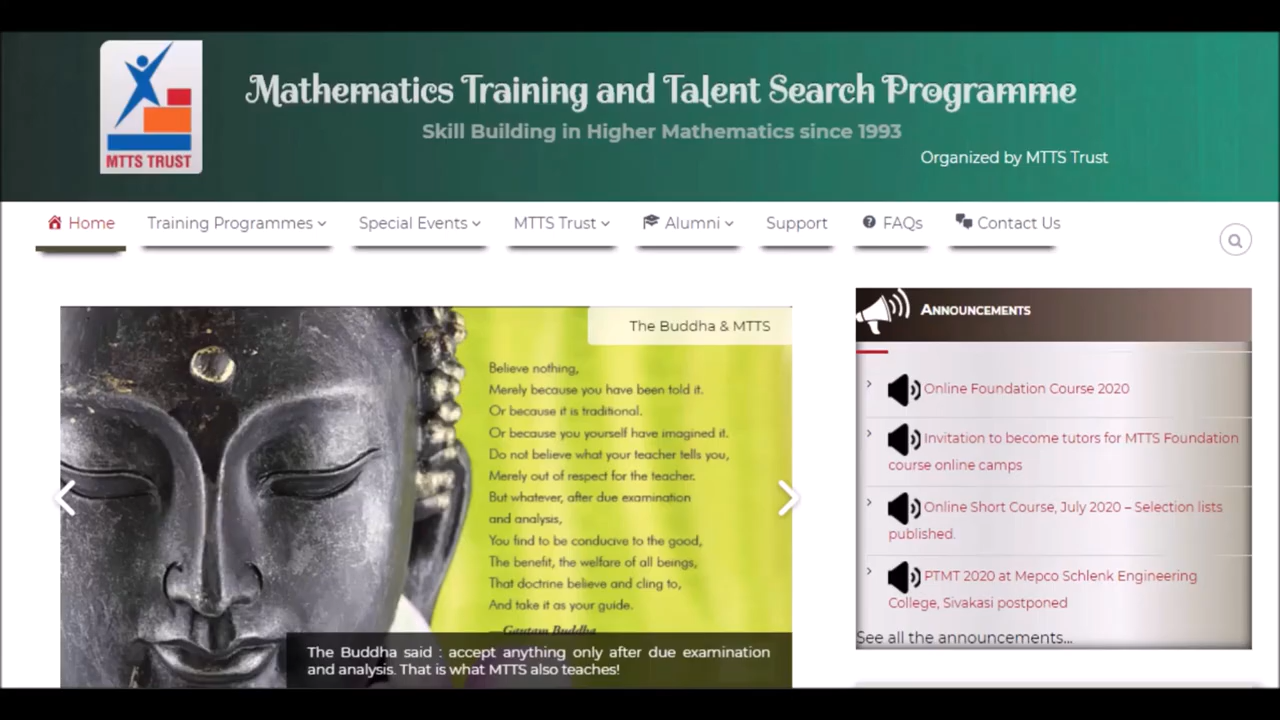 MTTS TRUST
Mathematics Training and Talent Search Programme
Skill Building in Higher Mathematics since 1993
Organized by MTTS Trust
Home
Training Programmes
Special Events
MTTS Trust
Alumni
Support
FAQs
Contact Us
The Buddha & MTTS
Believe nothing,
Merely because you have been told it.
Or because it is traditional.
Or because you yourself have imagined it.
Do not believe what your teacher tells you,
Merely out of respect for the teacher.
But whatever, after due examination
and analysis,
You find to be conducive to the good,
The benefit, the welfare of all beings,
That doctrine believe and cling to,
And take it as your guide.
—Gautam Buddha
The Buddha said : accept anything only after due examination
and analysis. That is what MTTS also teaches!
ANNOUNCEMENTS
Online Foundation Course 2020
Invitation to become tutors for MTTS Foundation
course online camps
Online Short Course, July 2020 – Selection lists
published.
PTMT 2020 at Mepco Schlenk Engineering
College, Sivakasi postponed
See all the announcements...